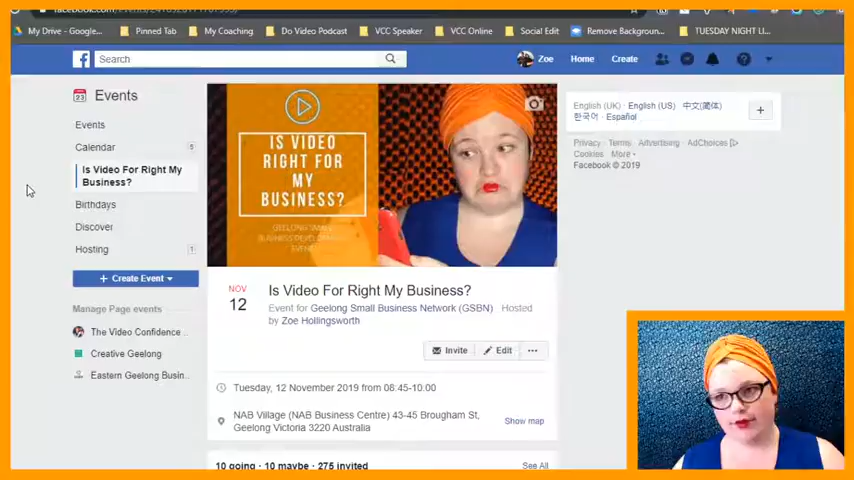 My Drive - Google...
Pinned Tab
My Coaching
Do Video Podcast
VCC Speaker
VCC Online
Social Edit
Remove Backgroun...
TUESDAY NIGHT LI...
f
Search
Zoe
Home
Create
Events
Events
Calendar 5
Is Video For Right My
Business?
Birthdays
Discover
Hosting 1
+ Create Event
Manage Page events
The Video Confidence ...
Creative Geelong
Eastern Geelong Busin...
IS VIDEO
RIGHT FOR
MY
BUSINESS?
NOV
12
Is Video For Right My Business?
Event for Geelong Small Business Network (GSBN) Hosted
by Zoe Hollingsworth
Invite
Edit
...
Tuesday, 12 November 2019 from 08:45-10:00
NAB Village (NAB Business Centre) 43-45 Brougham St,
Geelong Victoria 3220 Australia
Show map
10 going · 10 maybe · 275 invited
See All
English (UK) · English (US) · 中文(简体) ·
한국어 · Español
+
Privacy · Terms · Advertising · AdChoices
Cookies · More
Facebook © 2019